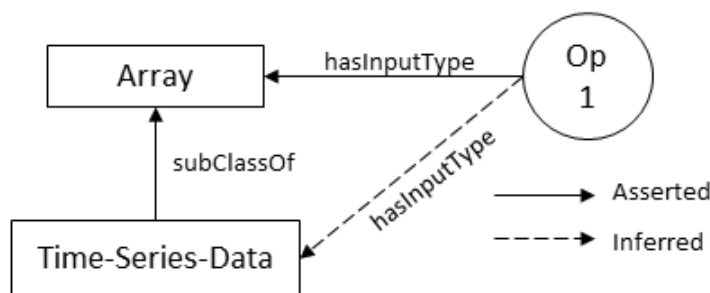 Array
hasInputType
Op
1
subClassOf
hasInputType
Asserted
Time-Series-Data
Inferred